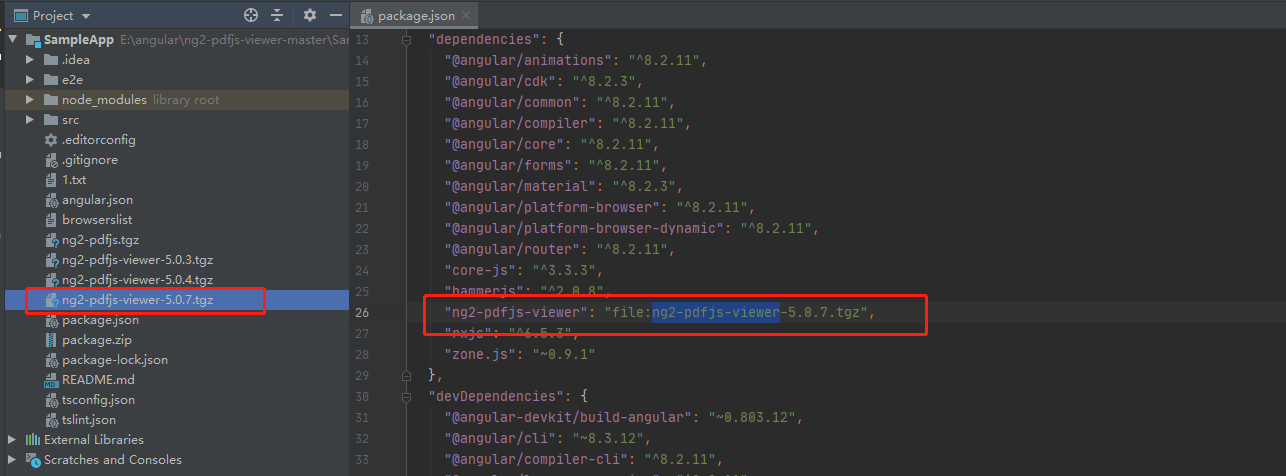 Project
SampleApp E:\angular\ng2-pdfjs-viewer-master\Sar
.idea
e2e
node_modules library root
src
.editorconfig
.gitignore
1.txt
angular.json
browserslist
ng2-pdfjs.tgz
ng2-pdfjs-viewer-5.0.3.tgz
ng2-pdfjs-viewer-5.0.4.tgz
ng2-pdfjs-viewer-5.0.7.tgz
package.json
package.zip
package-lock.json
README.md
tsconfig.json
tslint.json
External Libraries
Scratches and Consoles
package.json
13 "dependencies": {
14 "@angular/animations": "^8.2.11",
15 "@angular/cdk": "^8.2.3",
16 "@angular/common": "^8.2.11",
17 "@angular/compiler": "^8.2.11",
18 "@angular/core": "^8.2.11",
19 "@angular/forms": "^8.2.11",
20 "@angular/material": "^8.2.3",
21 "@angular/platform-browser": "^8.2.11",
22 "@angular/platform-browser-dynamic": "^8.2.11",
23 "@angular/router": "^8.2.11",
24 "core-js": "^3.3.3",
25 "hammerjs": "^2.0.8",
26 "ng2-pdfjs-viewer": "file:ng2-pdfjs-viewer-5.0.7.tgz",
27 "rxjs": "^6.5.3",
28 "zone.js": "~0.9.1"
29 },
30 "devDependencies": {
31 "@angular-devkit/build-angular": "~0.803.12",
32 "@angular/cli": "~8.3.12",
33 "@angular/compiler-cli": "^8.2.11",